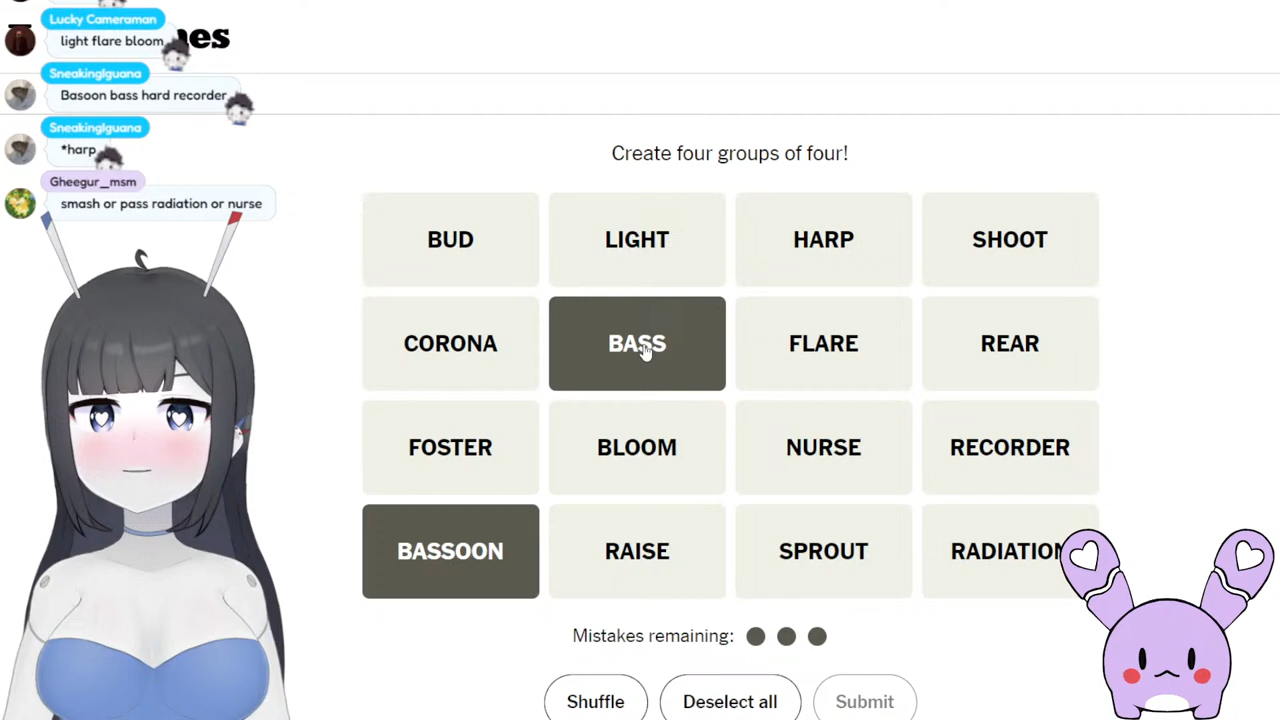 Lucky Cameraman
light flare bloom
SneakingIguana
Basoon bass hard recorder
SneakingIguana
*harp
Gheegur_msm
smash or pass radiation or nurse
Create four groups of four!
BUD LIGHT HARP SHOOT
CORONA BASS FLARE REAR
FOSTER BLOOM NURSE RECORDER
BASSOON RAISE SPROUT RADIATION
Mistakes remaining:
Shuffle Deselect all Submit